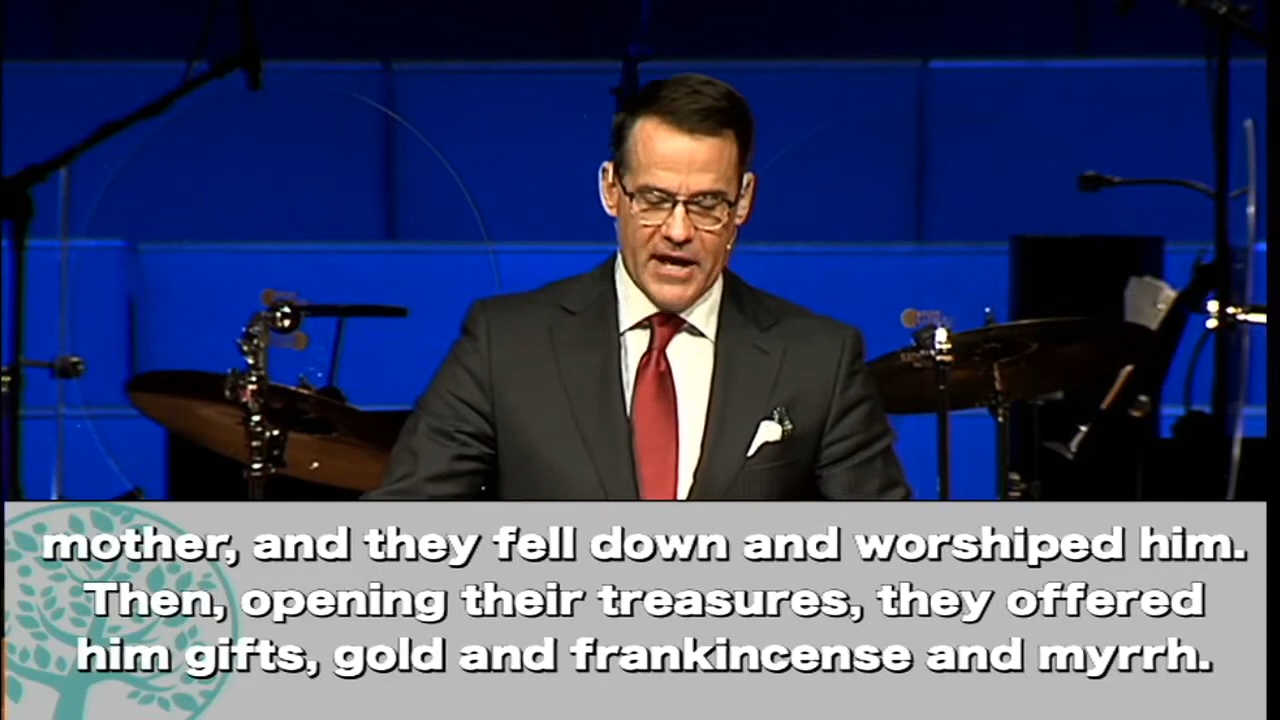 mother, and they fell down and worshiped him.
Then, opening their treasures, they offered
him gifts, gold and frankincense and myrrh.